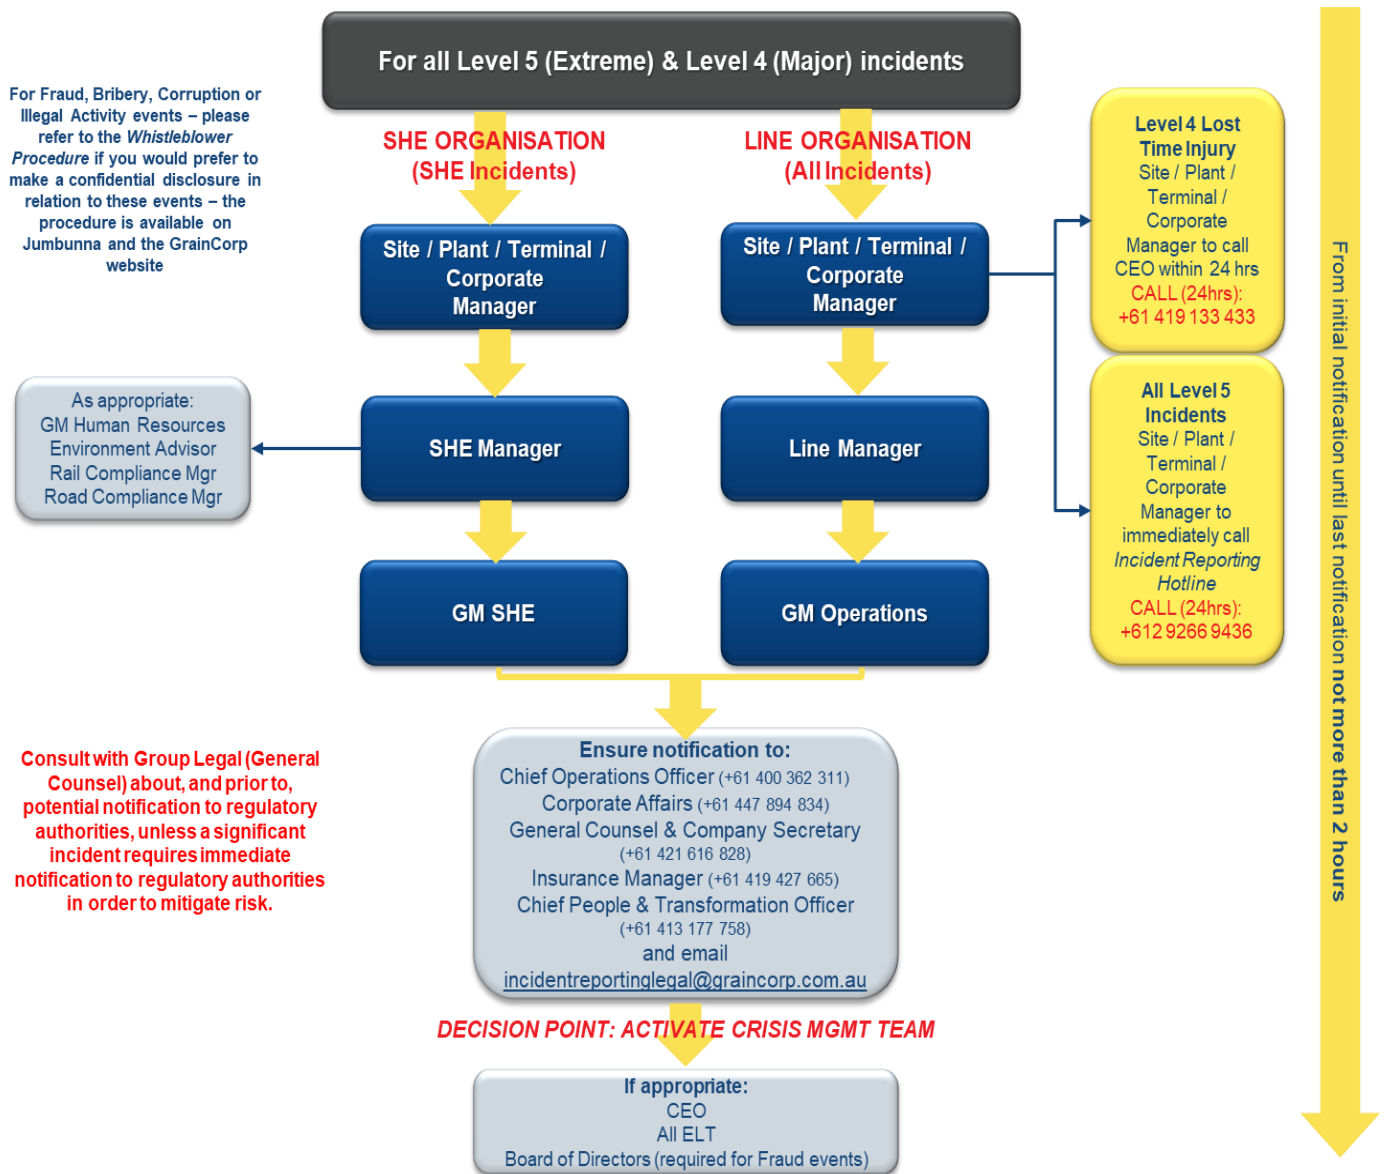 For all Level 5 (Extreme) & Level 4 (Major) incidents
For Fraud, Bribery, Corruption or
Illegal Activity events – please
refer to the Whistleblower
Procedure if you would prefer to
make a confidential disclosure in
relation to these events – the
procedure is available on
Jumbunna and the GrainCorp
website
SHE ORGANISATION
(SHE Incidents)
LINE ORGANISATION
(All Incidents)
Site / Plant / Terminal /
Corporate
Manager
Site / Plant / Terminal /
Corporate
Manager
Level 4 Lost
Time Injury
Site / Plant /
Terminal /
Corporate
Manager to call
CEO within 24 hrs
CALL (24hrs):
+61 419 133 433
As appropriate:
GM Human Resources
Environment Advisor
Rail Compliance Mgr
Road Compliance Mgr
SHE Manager
Line Manager
All Level 5
Incidents
Site / Plant /
Terminal /
Corporate
Manager to
immediately call
Incident Reporting
Hotline
CALL (24hrs):
+612 9266 9436
GM SHE
GM Operations
From initial notification until last notification not more than 2 hours
Consult with Group Legal (General
Counsel) about, and prior to,
potential notification to regulatory
authorities, unless a significant
incident requires immediate
notification to regulatory authorities
in order to mitigate risk.
Ensure notification to:
Chief Operations Officer (+61 400 362 311)
Corporate Affairs (+61 447 894 834)
General Counsel & Company Secretary
(+61 421 616 828)
Insurance Manager (+61 419 427 665)
Chief People & Transformation Officer
(+61 413 177 758)
and email
incidentreportinglegal@graincorp.com.au
DECISION POINT: ACTIVATE CRISIS MGMT TEAM
If appropriate:
CEO
All ELT
Board of Directors (required for Fraud events)